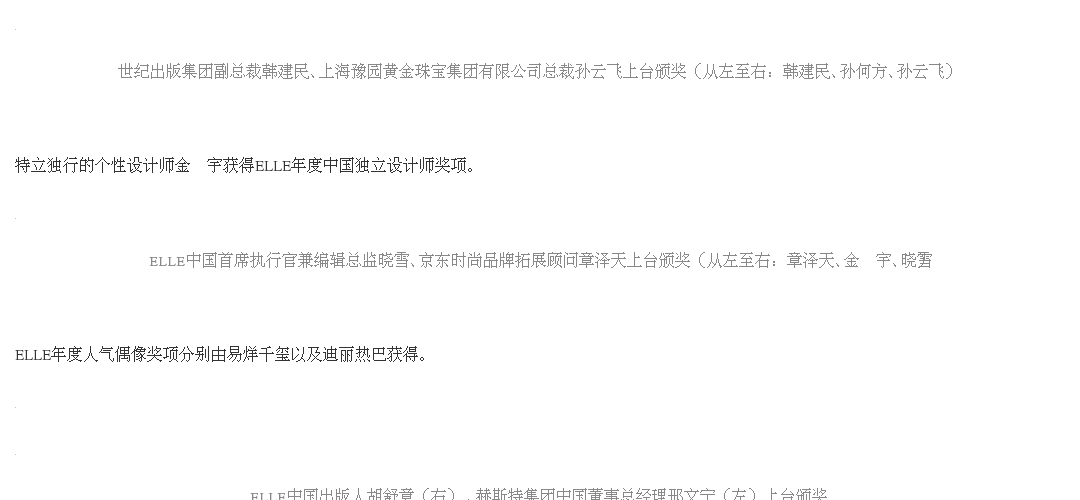 世纪出版集团副总裁韩建民、上海豫园黄金珠宝集团有限公司总裁孙云飞上台颁奖（从左至右：韩建民、孙何方、孙云飞）
特立独行的个性设计师金　宇获得ELLE年度中国独立设计师奖项。
ELLE中国首席执行官兼编辑总监晓雪、京东时尚品牌拓展顾问章泽天上台颁奖（从左至右：章泽天、金　宇、晓雪
ELLE年度人气偶像奖项分别由易烊千玺以及迪丽热巴获得。
ELLE中国出版人胡舒意（右）、赫斯特集团中国董事总经理邢文宁（左）上台颁奖